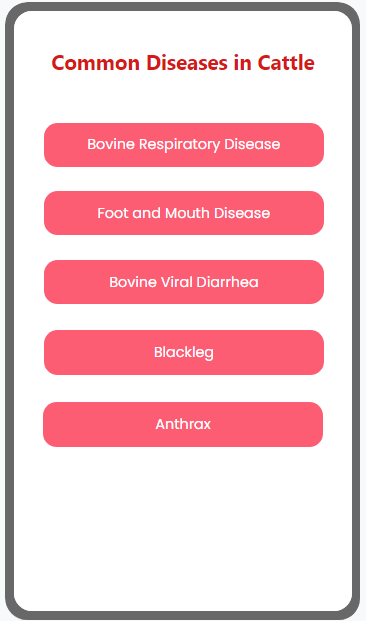 Common Diseases in Cattle
Bovine Respiratory Disease
Foot and Mouth Disease
Bovine Viral Diarrhea
Blackleg
Anthrax